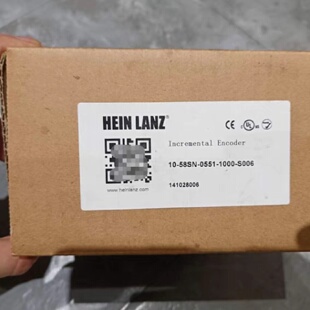 HEIN LANZ®
Incremental Encoder
10-58SN-0551-1000-S006
www.heinlanz.com
141028006